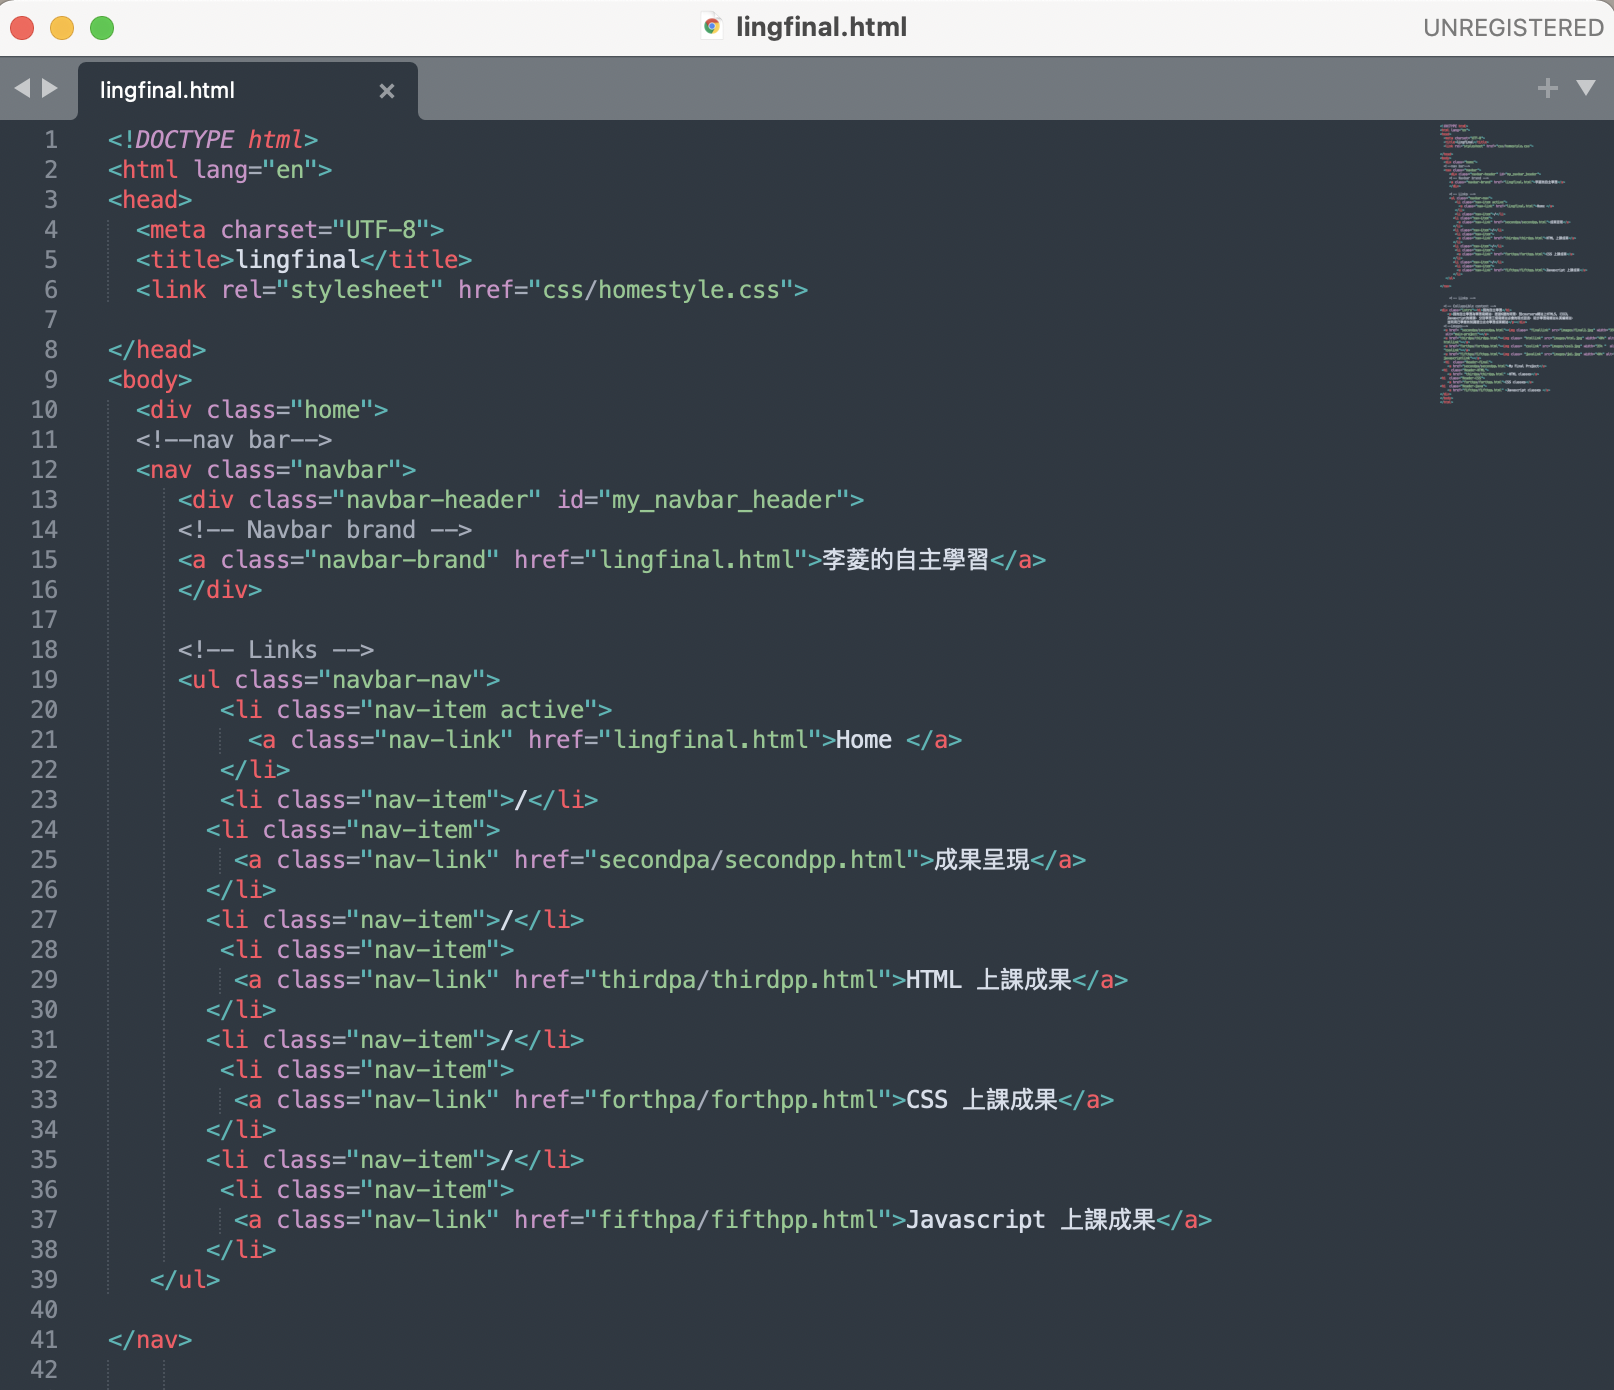 lingfinal.html
UNREGISTERED
lingfinal.html
1 <!DOCTYPE html>
2 <html lang="en">
3 <head>
4 <meta charset="UTF-8">
5 <title>lingfinal</title>
6 <link rel="stylesheet" href="css/homestyle.css">
7
8 </head>
9 <body>
10 <div class="home">
11 <!--nav bar-->
12 <nav class="navbar">
13 <div class="navbar-header" id="my_navbar_header">
14 <!-- Navbar brand -->
15 <a class="navbar-brand" href="lingfinal.html">李菱的自主學習</a>
16 </div>
17
18 <!-- Links -->
19 <ul class="navbar-nav">
20 <li class="nav-item active">
21 <a class="nav-link" href="lingfinal.html">Home </a>
22 </li>
23 <li class="nav-item">/</li>
24 <li class="nav-item">
25 <a class="nav-link" href="secondpa/secondpp.html">成果呈現</a>
26 </li>
27 <li class="nav-item">/</li>
28 <li class="nav-item">
29 <a class="nav-link" href="thirdpa/thirdpp.html">HTML 上課成果</a>
30 </li>
31 <li class="nav-item">/</li>
32 <li class="nav-item">
33 <a class="nav-link" href="forthpa/forthpp.html">CSS 上課成果</a>
34 </li>
35 <li class="nav-item">/</li>
36 <li class="nav-item">
37 <a class="nav-link" href="fifthpa/fifthpp.html">Javascript 上課成果</a>
38 </li>
39 </ul>
40
41 </nav>
42